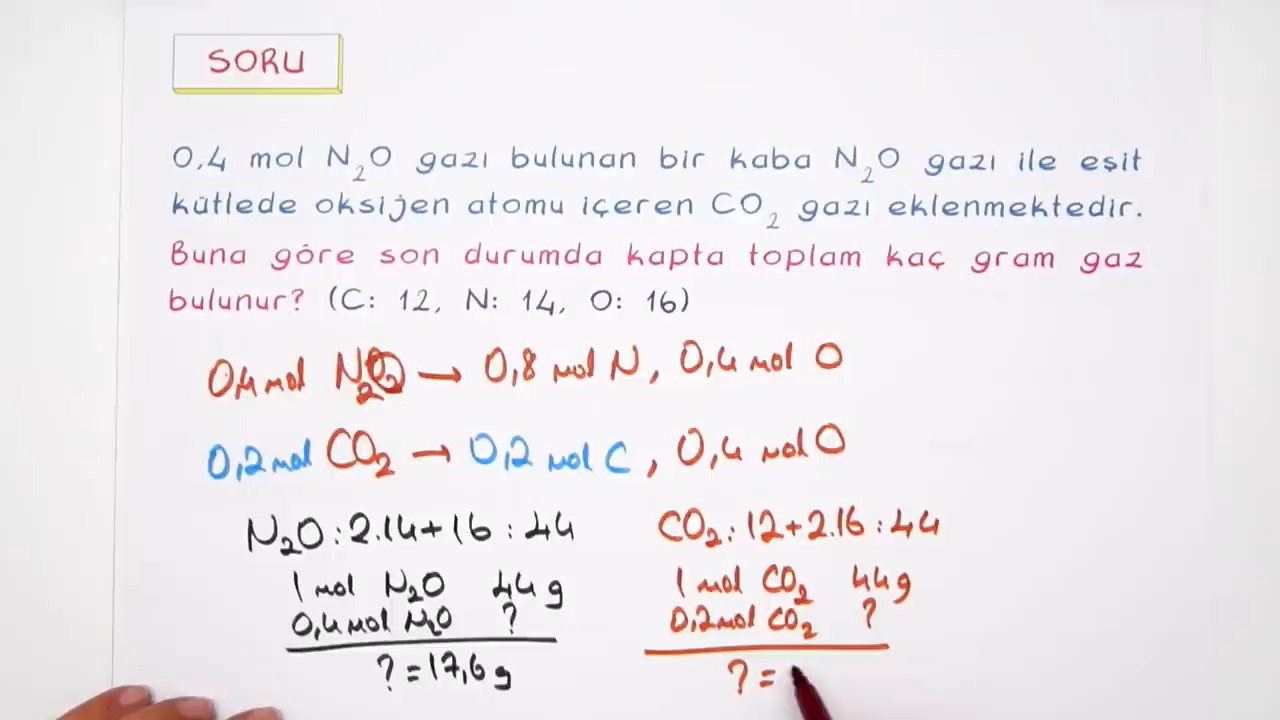 SORU
0,4 mol N₂O gazı bulunan bir kaba N₂O gazı ile eşit
kütlede oksijen atomu içeren CO₂ gazı eklenmektedir.
Buna göre son durumda kapta toplam kaç gram gaz
bulunur? (C: 12, N: 14, O: 16)
0,4 mol N₂O → 0,8 mol N, 0,4 mol O
0,2 mol CO₂ → 0,2 mol C, 0,4 mol O
N₂O : 2.14 + 16 : 44
1 mol N₂O 44 g
0,4 mol N₂O ?
? = 17,6 g
CO₂ : 12 + 2.16 : 44
1 mol CO₂ 44 g
0,2 mol CO₂ ?
? =